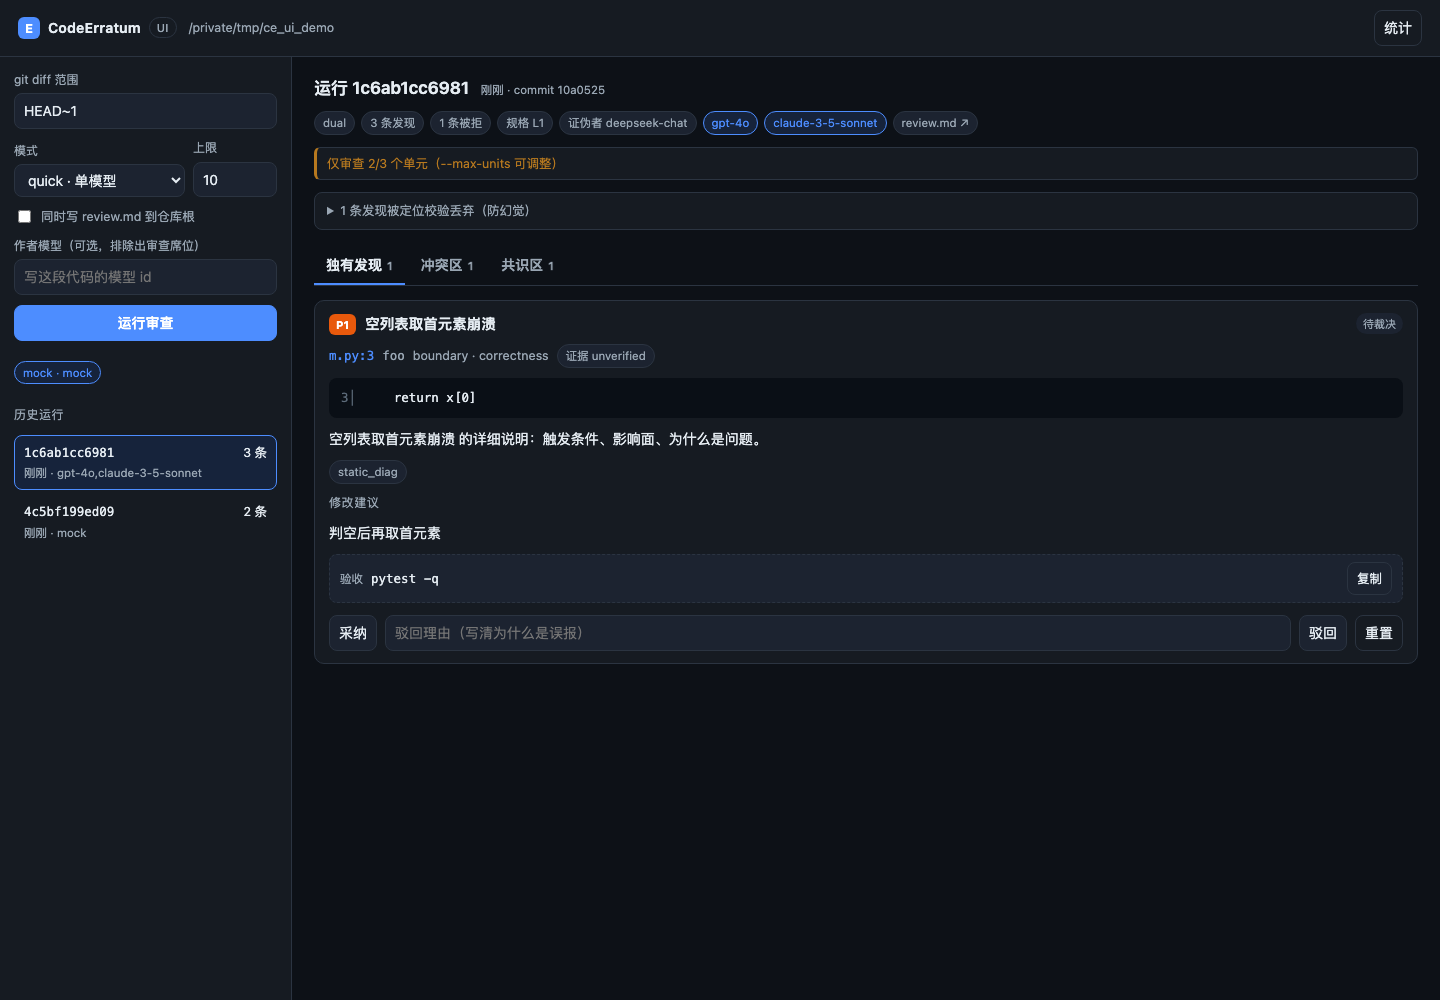 E CodeErratum UI /private/tmp/ce_ui_demo 统计
git diff 范围
HEAD~1
模式 上限
quick · 单模型 10
同时写 review.md 到仓库根
作者模型（可选，排除出审查席位）
写这段代码的模型 id
运行审查
mock · mock
历史运行
1c6ab1cc6981 3 条
刚刚 · gpt-4o,claude-3-5-sonnet
4c5bf199ed09 2 条
刚刚 · mock
运行 1c6ab1cc6981 刚刚 · commit 10a0525
dual 3 条发现 1 条被拒 规格 L1 证伪者 deepseek-chat gpt-4o claude-3-5-sonnet review.md ↗
仅审查 2/3 个单元（--max-units 可调整）
▶ 1 条发现被定位校验丢弃（防幻觉）
独有发现 1 冲突区 1 共识区 1
P1 空列表取首元素崩溃 待裁决
m.py:3 foo boundary · correctness 证据 unverified
3│ return x[0]
空列表取首元素崩溃 的详细说明：触发条件、影响面、为什么是问题。
static_diag
修改建议
判空后再取首元素
验收 pytest -q 复制
采纳 驳回理由（写清为什么是误报） 驳回 重置